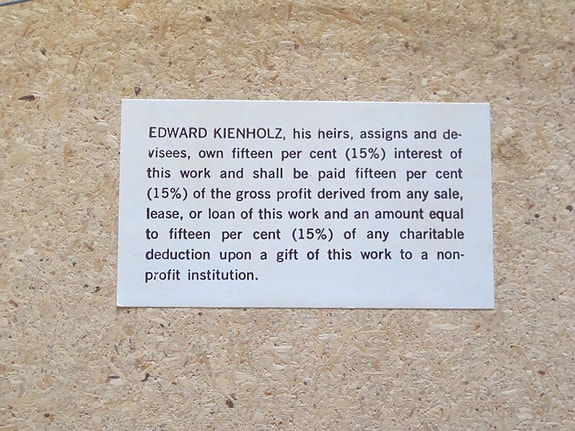 EDWARD KIENHOLZ, his heirs, assigns and de-
visees, own fifteen per cent (15%) interest of
this work and shall be paid fifteen per cent
(15%) of the gross profit derived from any sale,
lease, or loan of this work and an amount equal
to fifteen per cent (15%) of any charitable
deduction upon a gift of this work to a non-
profit institution.